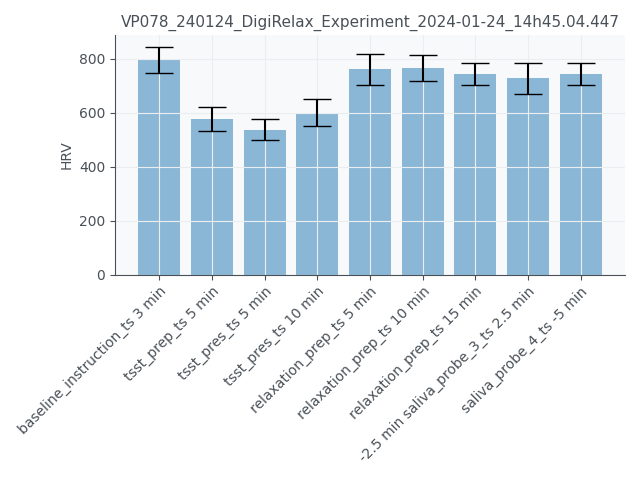 VP078_240124_DigiRelax_Experiment_2024-01-24_14h45.04.447
HRV
800
600
400
200
0
baseline_instruction_ts 3 min
tsst_prep_ts 5 min
tsst_pres_ts 5 min
tsst_pres_ts 10 min
relaxation_prep_ts 5 min
relaxation_prep_ts 10 min
relaxation_prep_ts 15 min
-2.5 min saliva_probe_3_ts 2.5 min
saliva_probe_4_ts -5 min